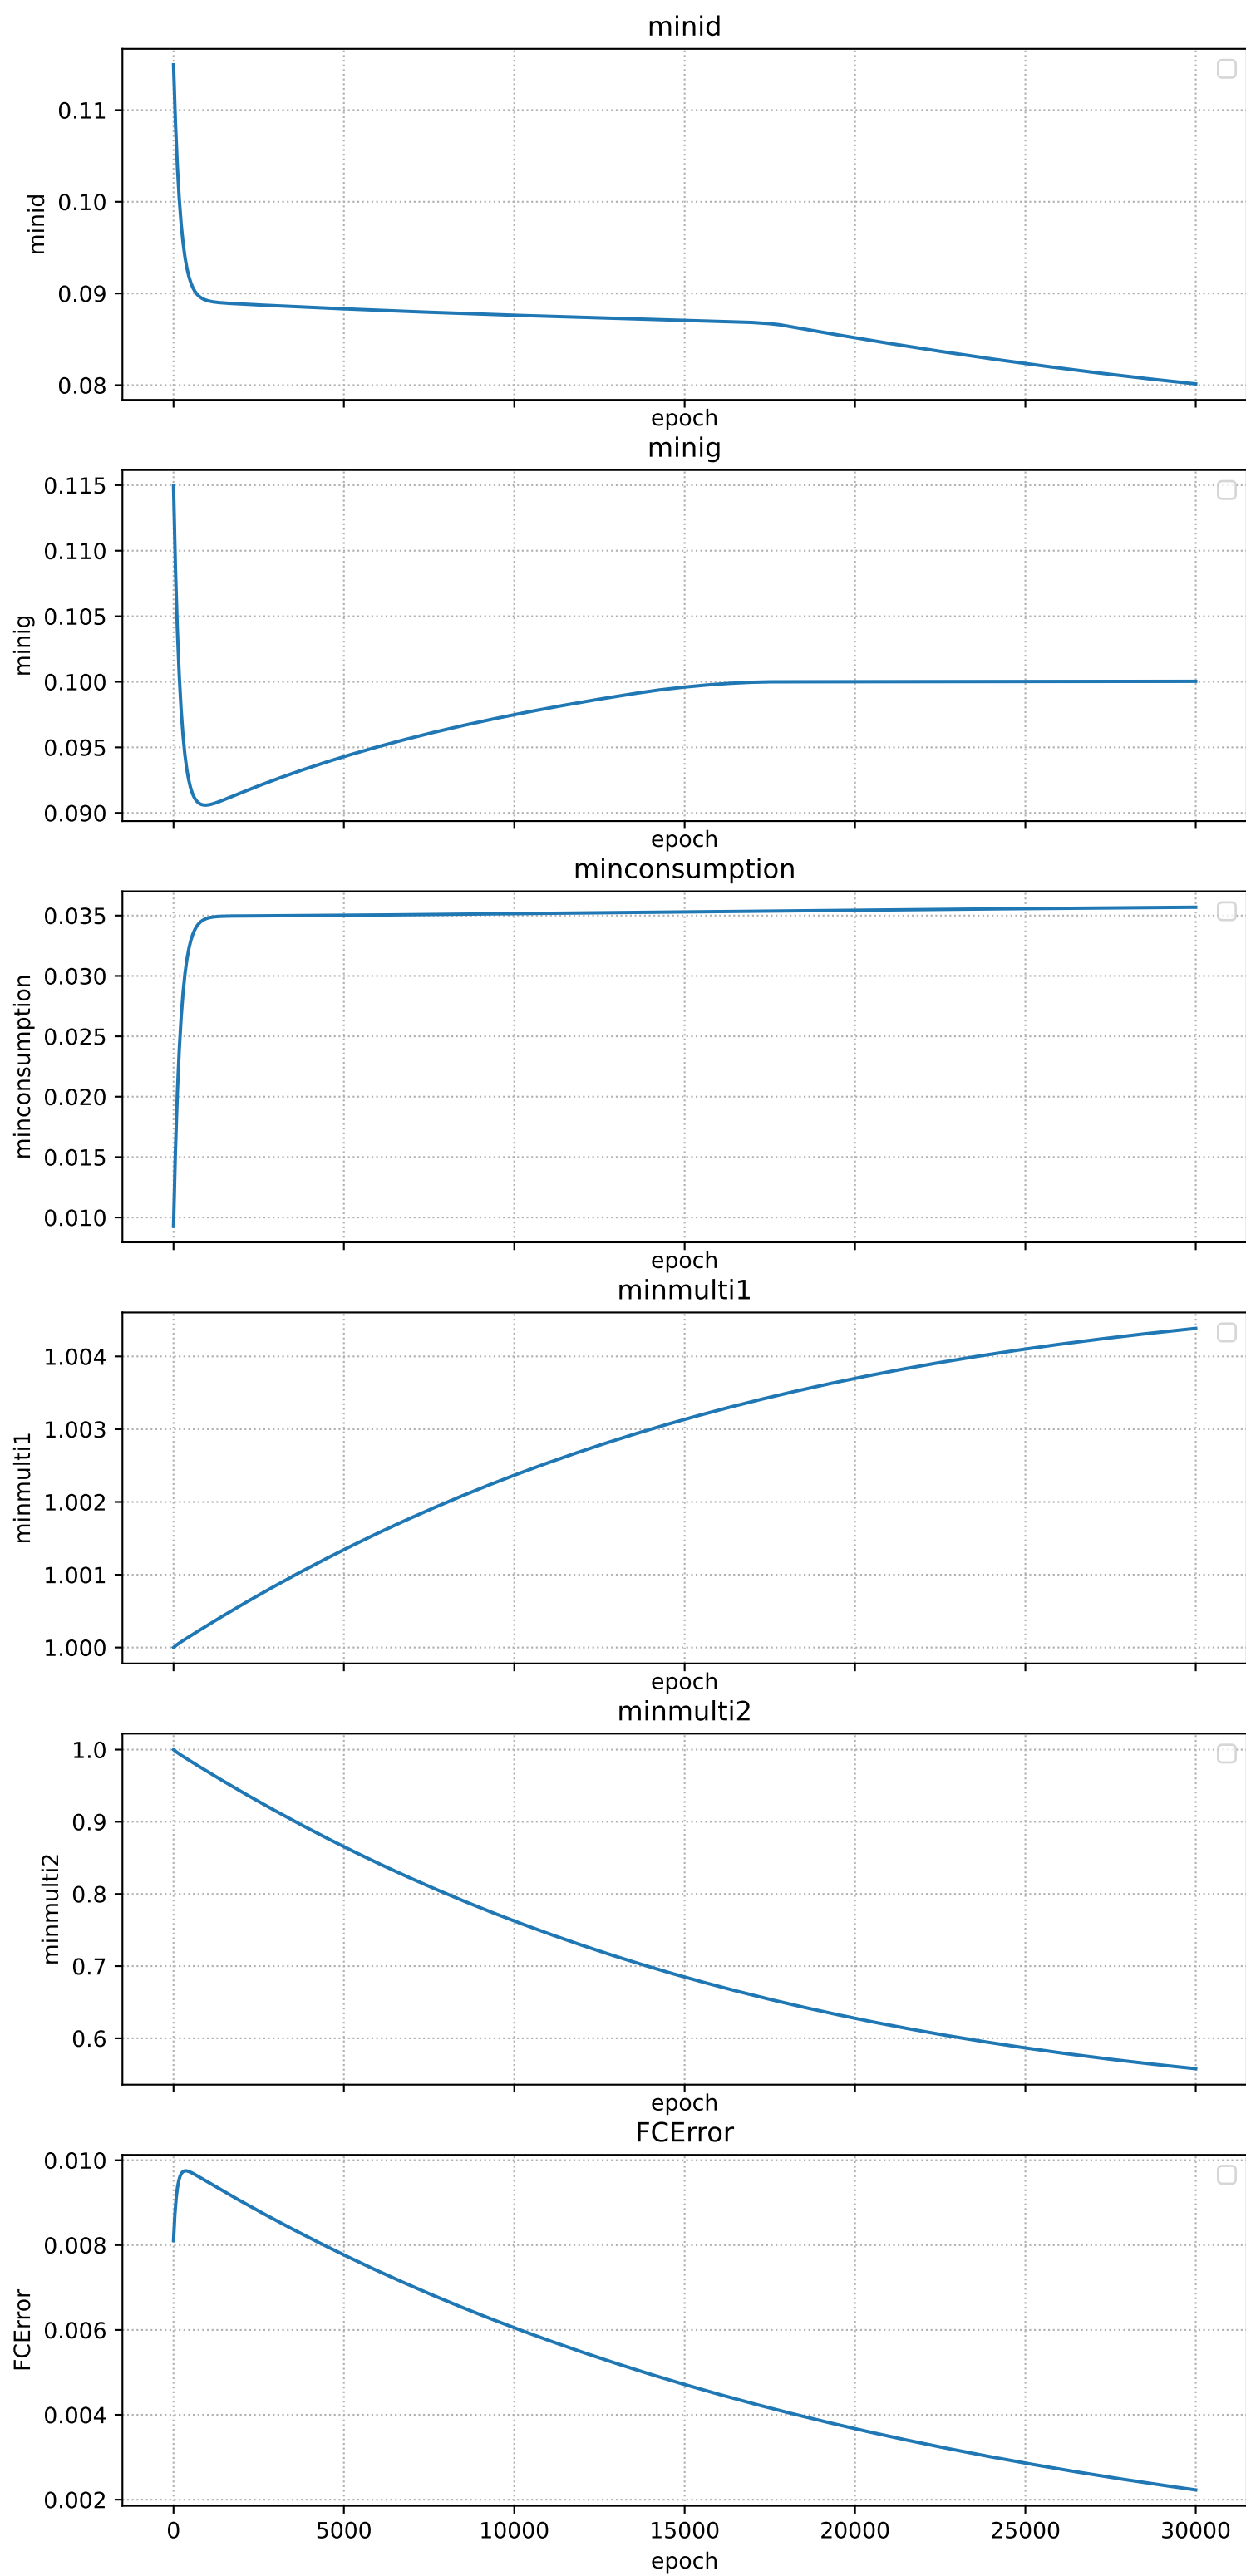 minid
0.11
0.10
0.09
0.08
minid
epoch
minig
0.115
0.110
0.105
0.100
0.095
0.090
minig
epoch
minconsumption
0.035
0.030
0.025
0.020
0.015
0.010
minconsumption
epoch
minmulti1
1.004
1.003
1.002
1.001
1.000
minmulti1
epoch
minmulti2
1.0
0.9
0.8
0.7
0.6
minmulti2
epoch
FCError
0.010
0.008
0.006
0.004
0.002
FCError
0 5000 10000 15000 20000 25000 30000
epoch